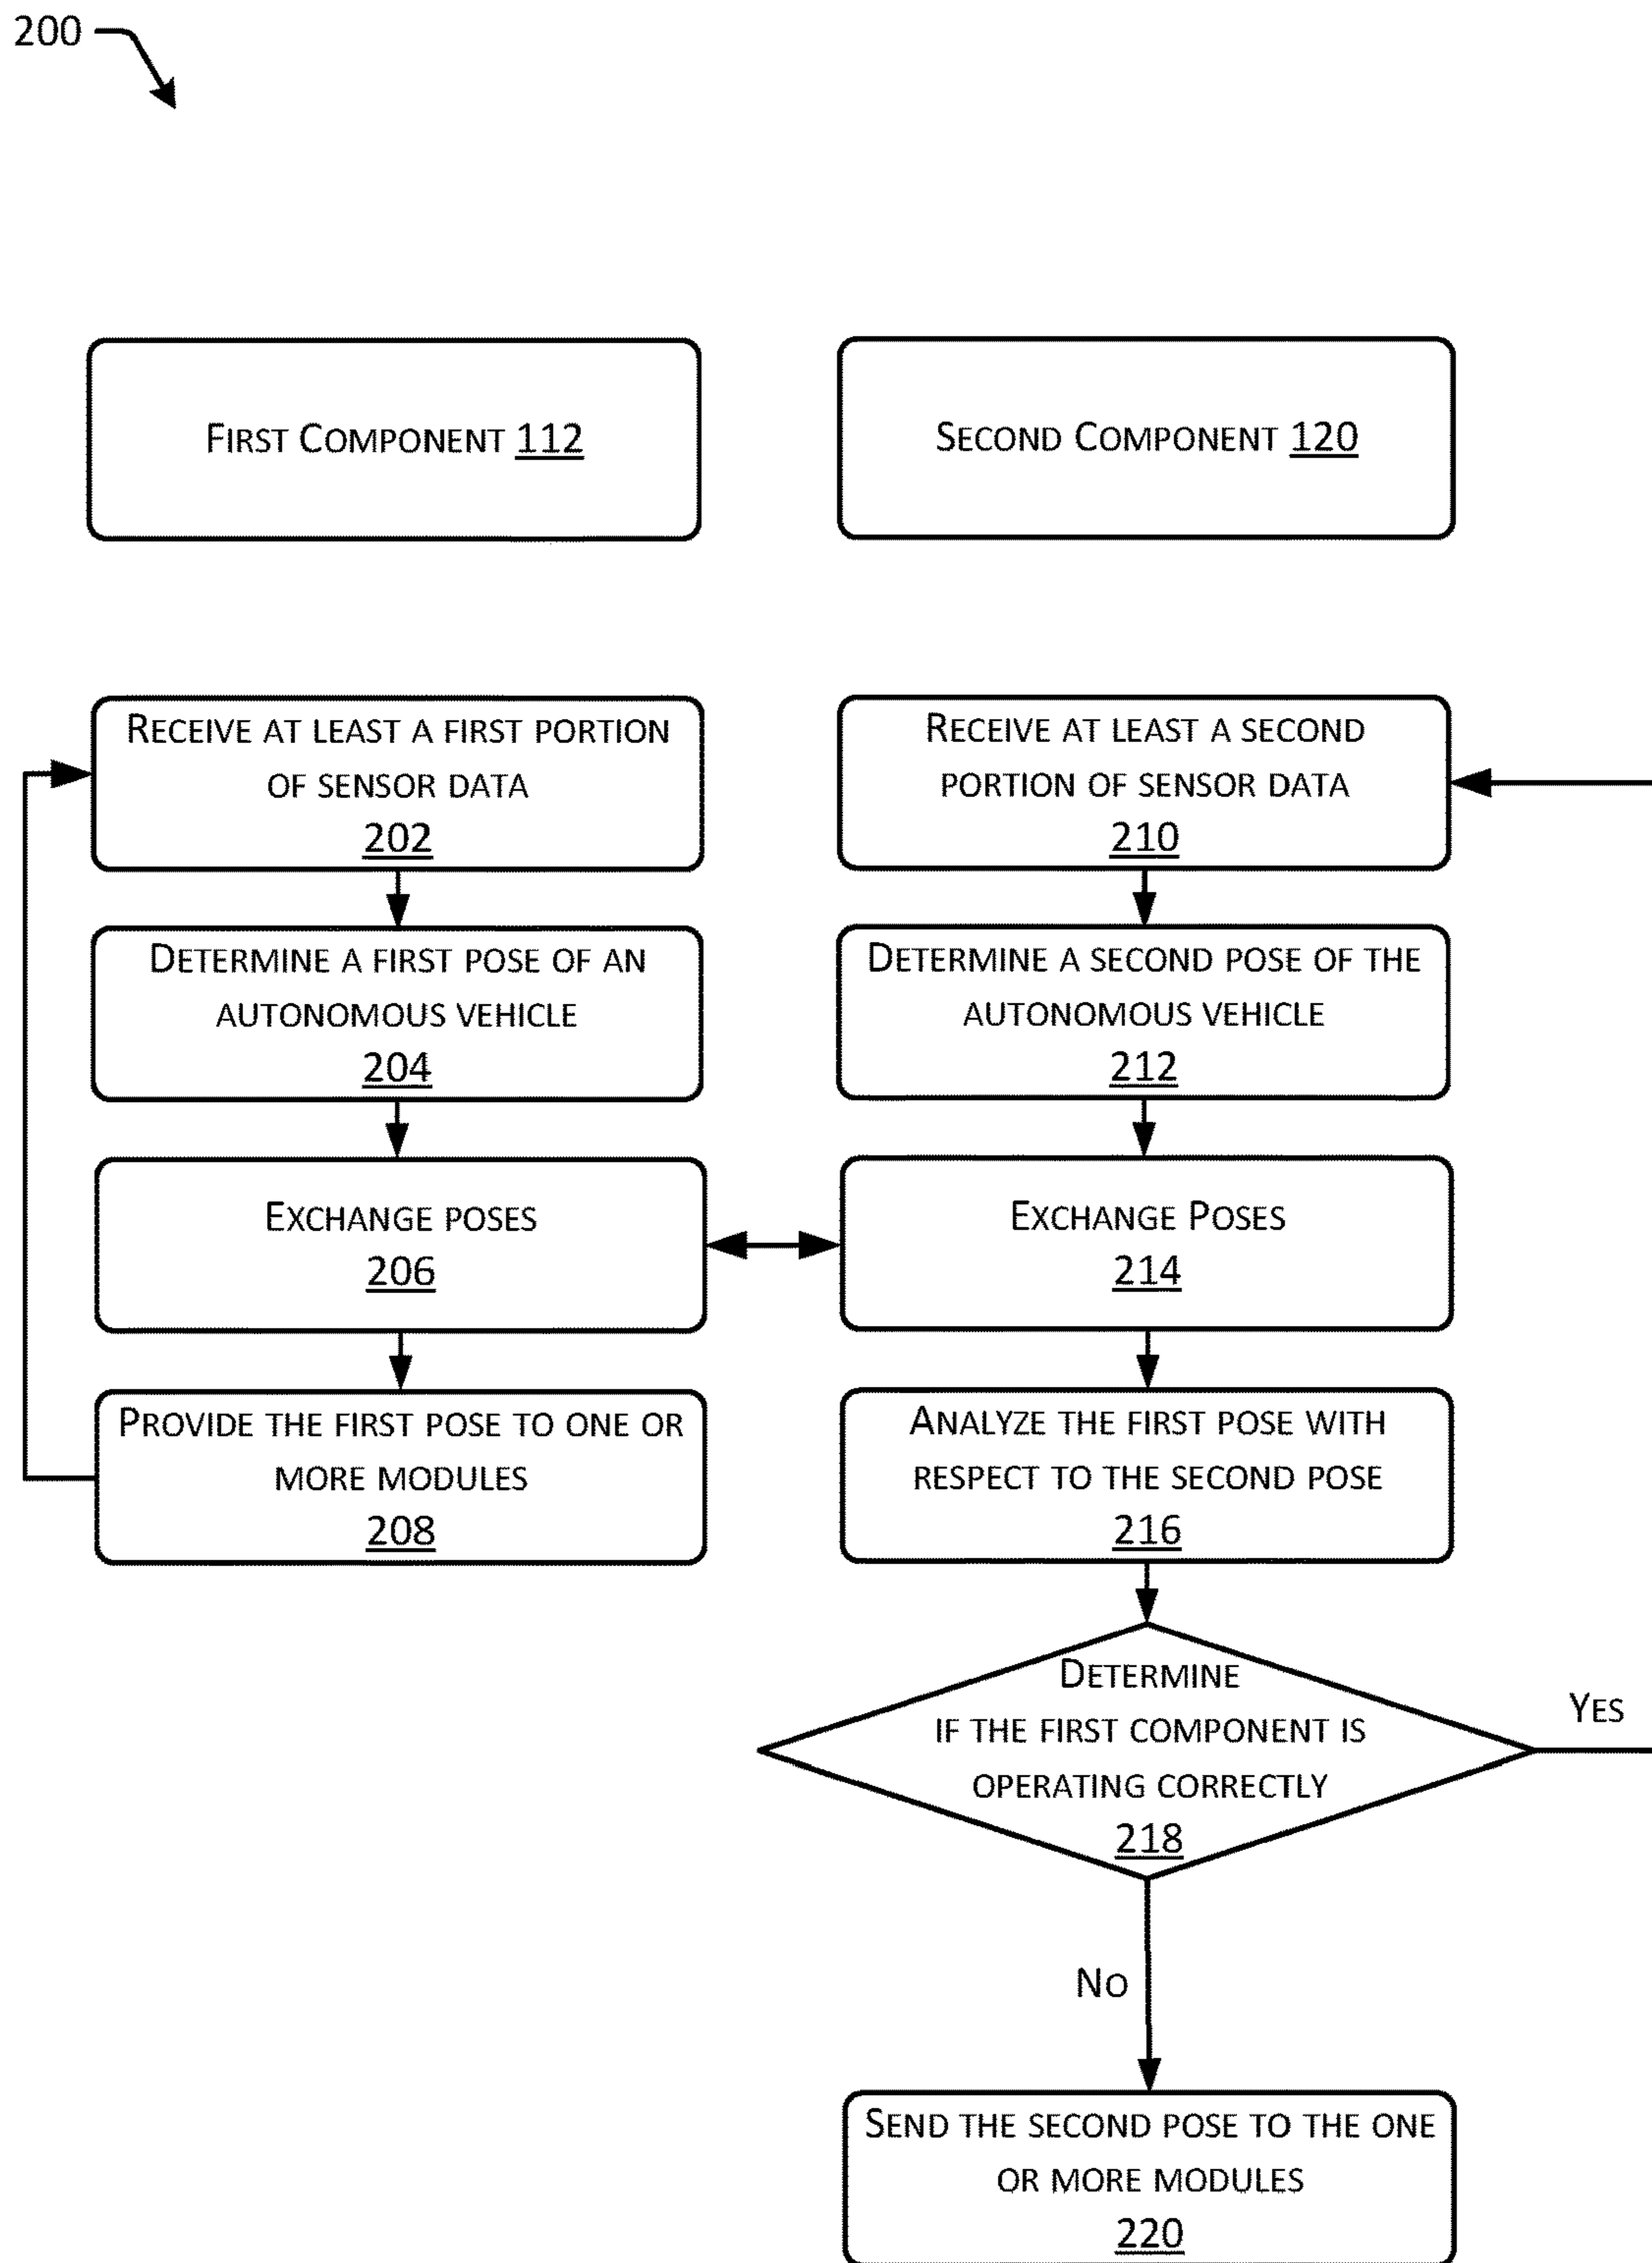 200
First Component 112
Second Component 120
Receive at least a first portion
of sensor data
202
Determine a first pose of an
autonomous vehicle
204
Exchange poses
206
Provide the first pose to one or
more modules
208
Receive at least a second
portion of sensor data
210
Determine a second pose of the
autonomous vehicle
212
Exchange Poses
214
Analyze the first pose with
respect to the second pose
216
Determine
if the first component is
operating correctly
218
Yes
No
Send the second pose to the one
or more modules
220